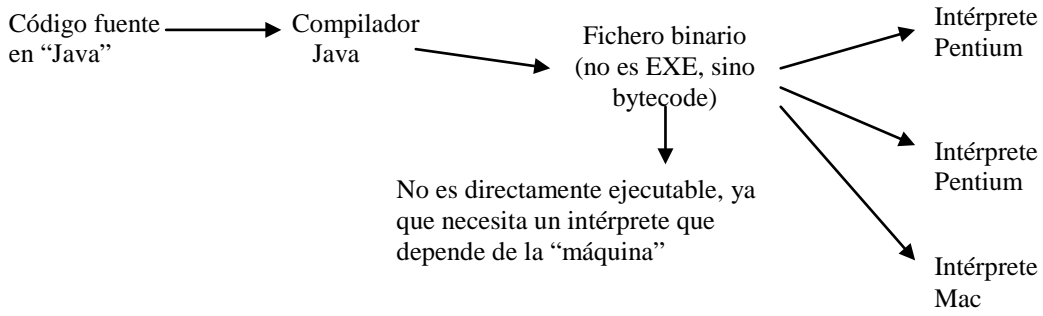 Código fuente
en “Java”
Compilador
Java
Fichero binario
(no es EXE, sino
bytecode)
No es directamente ejecutable, ya
que necesita un intérprete que
depende de la “máquina”
Intérprete
Pentium
Intérprete
Pentium
Intérprete
Mac